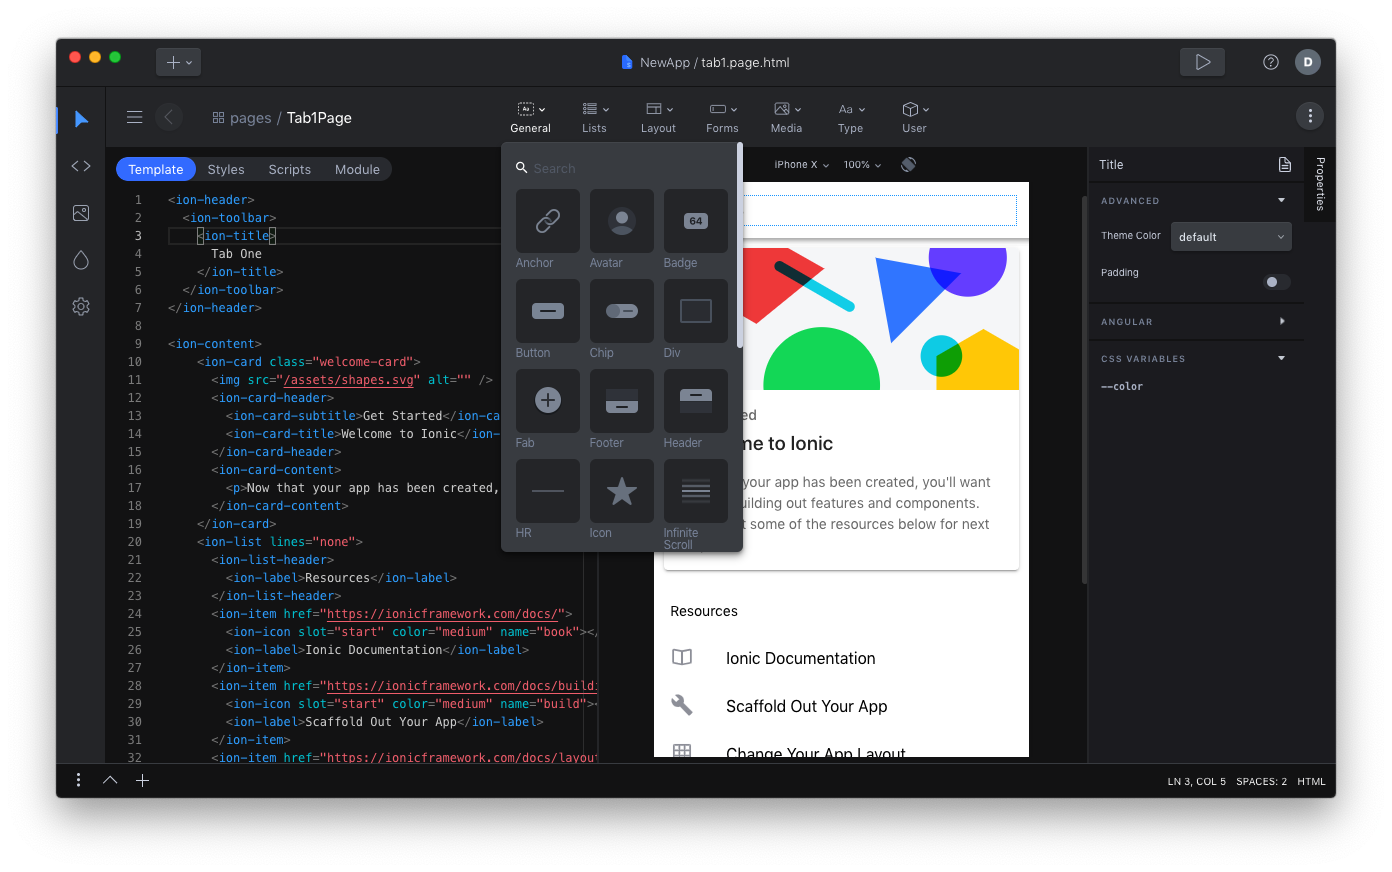 NewApp / tab1.page.html
D
pages / Tab1Page
Aa
General
Lists
Layout
Forms
Media
Aa
Type
User
Template
Styles
Scripts
Module
Search
iPhone X
100%
Title
Properties
1 <ion-header>
2 <ion-toolbar>
3 <ion-title>
4 Tab One
5 </ion-title>
6 </ion-toolbar>
7 </ion-header>
8
9 <ion-content>
10 <ion-card class="welcome-card">
11 <img src="/assets/shapes.svg" alt="" />
12 <ion-card-header>
13 <ion-card-subtitle>Get Started</ion-ca
14 <ion-card-title>Welcome to Ionic</ion-
15 </ion-card-header>
16 <ion-card-content>
17 <p>Now that your app has been created,
18 </ion-card-content>
19 </ion-card>
20 <ion-list lines="none">
21 <ion-list-header>
22 <ion-label>Resources</ion-label>
23 </ion-list-header>
24 <ion-item href="https://ionicframework.com/docs/">
25 <ion-icon slot="start" color="medium" name="book"></
26 <ion-label>Ionic Documentation</ion-label>
27 </ion-item>
28 <ion-item href="https://ionicframework.com/docs/buildi
29 <ion-icon slot="start" color="medium" name="build"><
30 <ion-label>Scaffold Out Your App</ion-label>
31 </ion-item>
32 <ion-item href="https://ionicframework.com/docs/layout
64
Anchor
Avatar
Badge
Button
Chip
Div
Fab
Footer
Header
HR
Icon
Infinite
Scroll
ed
me to Ionic
your app has been created, you'll want
uilding out features and components.
t some of the resources below for next
Resources
Ionic Documentation
Scaffold Out Your App
Change Your App Layout
ADVANCED
Theme Color
default
Padding
ANGULAR
CSS VARIABLES
--color
LN 3, COL 5
SPACES: 2
HTML